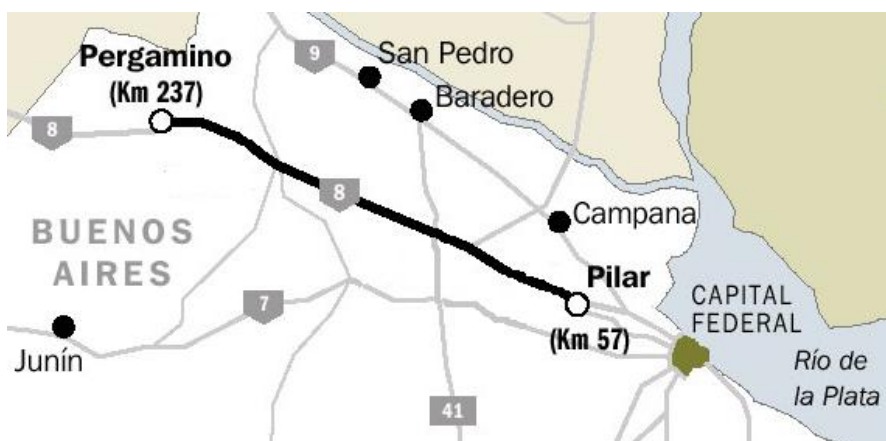 9
San Pedro
Pergamino
(Km 237)
Baradero
8
8
Campana
BUENOS
AIRES
Pilar
7
CAPITAL
FEDERAL
(Km 57)
Junín
Río de
la Plata
41